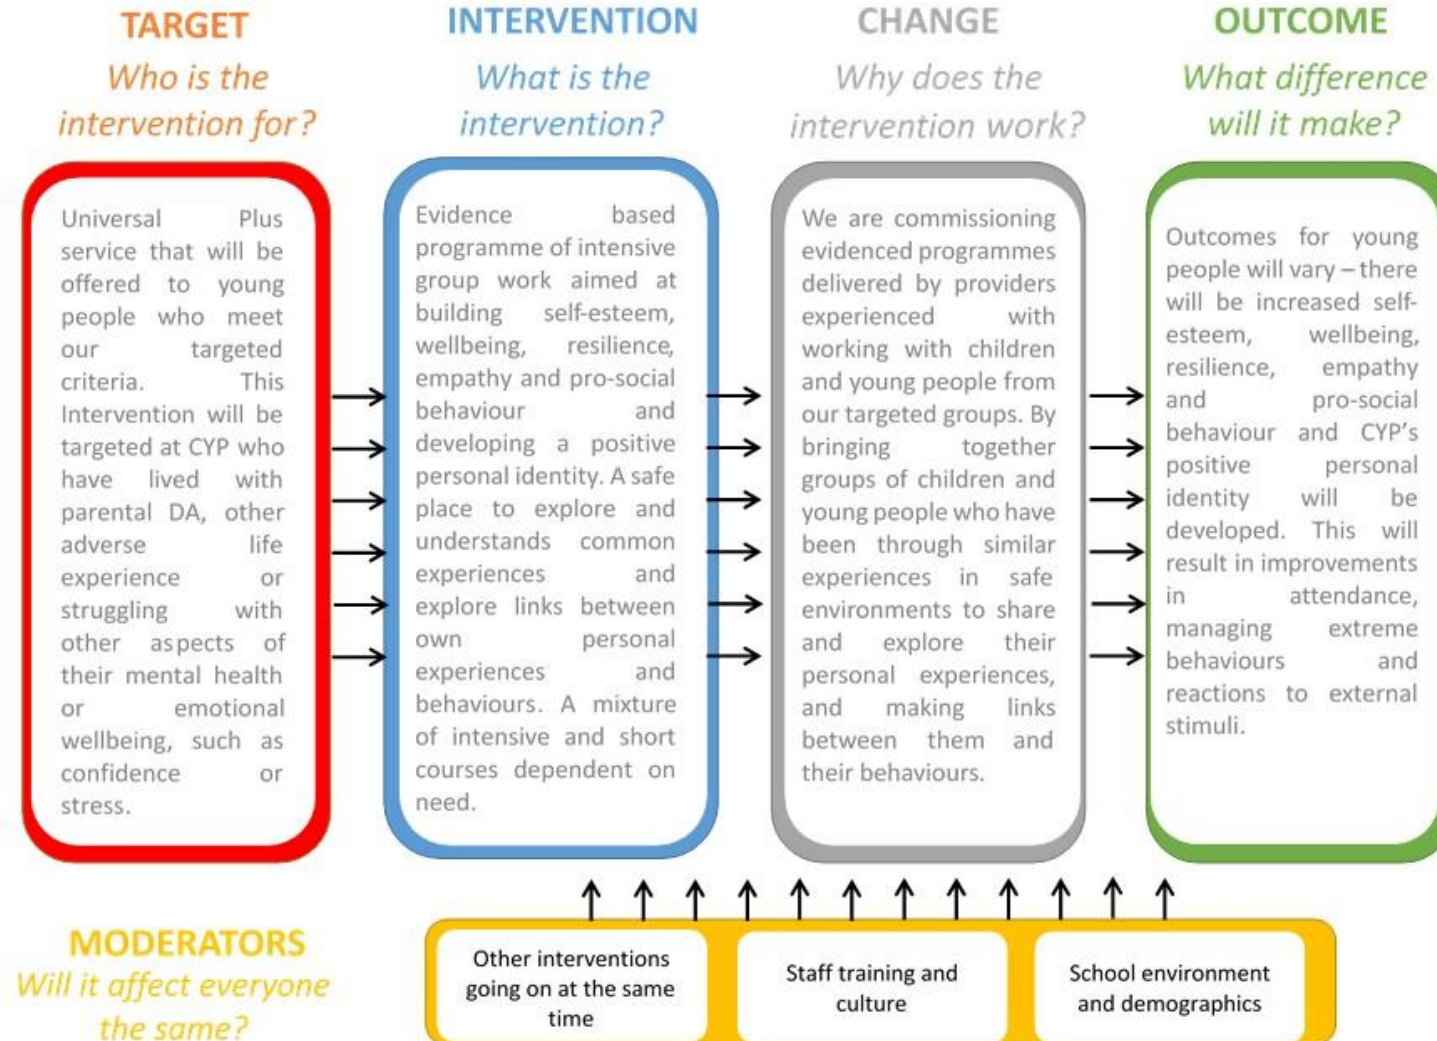 TARGET
Who is the
intervention for?
Universal Plus
service that will be
offered to young
people who meet
our targeted
criteria. This
Intervention will be
targeted at CYP who
have lived with
parental DA, other
adverse life
experience or
struggling with
other aspects of
their mental health
or emotional
wellbeing, such as
confidence or
stress.
INTERVENTION
What is the
intervention?
Evidence based
programme of intensive
group work aimed at
building self-esteem,
wellbeing, resilience,
empathy and pro-social
behaviour and
developing a positive
personal identity. A safe
place to explore and
understands common
experiences and
explore links between
own personal
experiences and
behaviours. A mixture
of intensive and short
courses dependent on
need.
CHANGE
Why does the
intervention work?
We are commissioning
evidenced programmes
delivered by providers
experienced with
working with children
and young people from
our targeted groups. By
bringing together
groups of children and
young people who have
been through similar
experiences in safe
environments to share
and explore their
personal experiences,
and making links
between them and
their behaviours.
OUTCOME
What difference
will it make?
Outcomes for young
people will vary – there
will be increased self-
esteem, wellbeing,
resilience, empathy
and pro-social
behaviour and CYP's
positive personal
identity will be
developed. This will
result in improvements
in attendance,
managing extreme
behaviours and
reactions to external
stimuli.
MODERATORS
Will it affect everyone
the same?
Other interventions
going on at the same
time
Staff training and
culture
School environment
and demographics